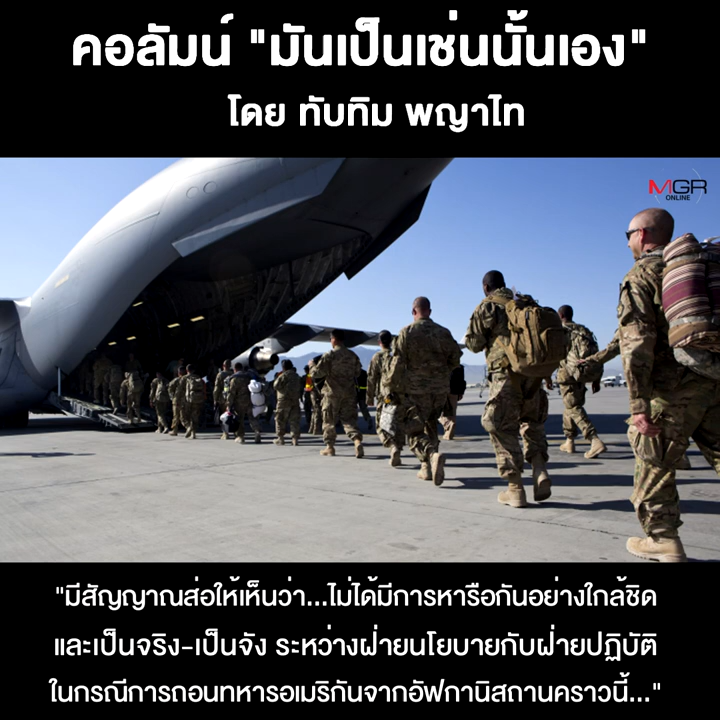 คอลัมน์ "มันเป็นเช่นนั้นเอง"
โดย ทับทิม พญาไท
MGR
ONLINE
"มีสัญญาณส่อให้เห็นว่า...ไม่ได้มีการหารือกันอย่างใกล้ชิด
และเป็นจริง-เป็นจัง ระหว่างฝ่ายนโยบายกับฝ่ายปฏิบัติ
ในกรณีการถอนทหารอเมริกันจากอัฟกานิสถานคราวนี้..."